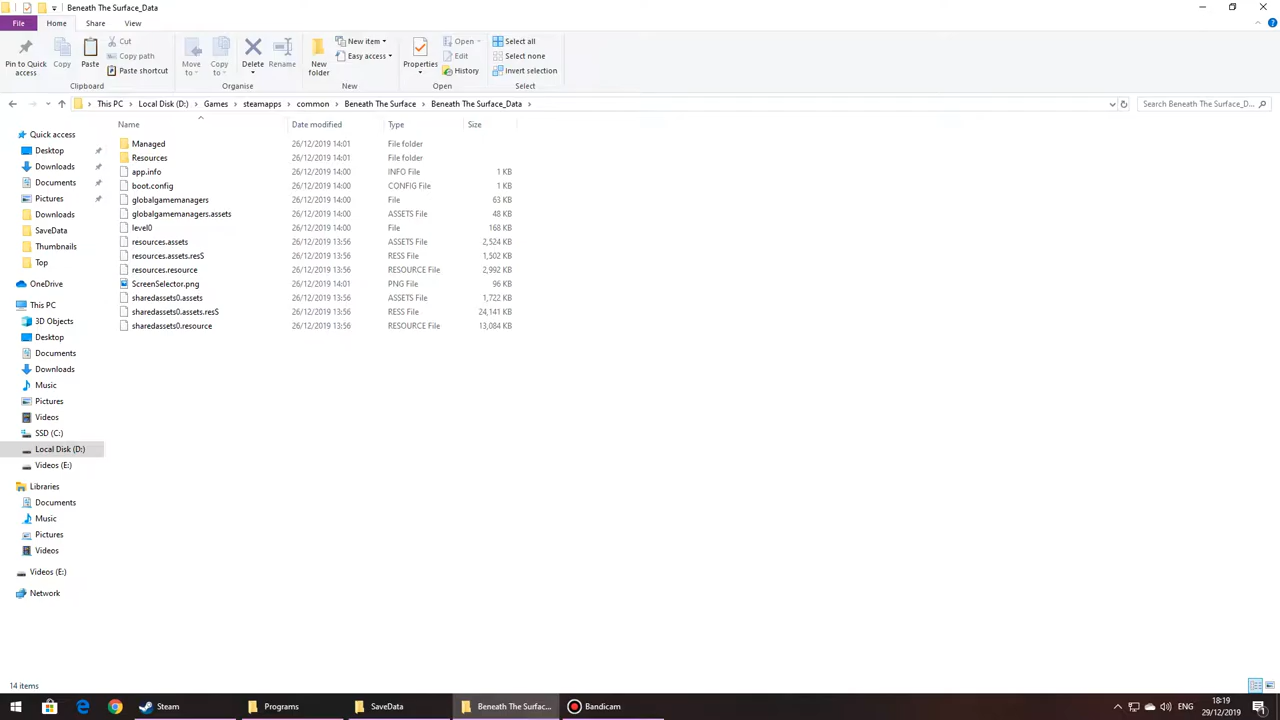 Beneath The Surface_Data
File Home Share View
Pin to Quick access
Copy
Paste
Cut
Copy path
Paste shortcut
Clipboard
Move to
Copy to
Delete
Rename
Organise
New folder
New item
Easy access
New
Properties
Open
Edit
History
Open
Select all
Select none
Invert selection
Select
This PC > Local Disk (D:) > Games > steamapps > common > Beneath The Surface > Beneath The Surface_Data >
Search Beneath The Surface_D...
Name Date modified Type Size
Managed 26/12/2019 14:01 File folder
Resources 26/12/2019 14:01 File folder
app.info 26/12/2019 14:00 INFO File 1 KB
boot.config 26/12/2019 14:00 CONFIG File 1 KB
globalgamemanagers 26/12/2019 14:00 File 63 KB
globalgamemanagers.assets 26/12/2019 14:00 ASSETS File 48 KB
level0 26/12/2019 14:00 File 168 KB
resources.assets 26/12/2019 13:56 ASSETS File 2,524 KB
resources.assets.resS 26/12/2019 13:56 RESS File 1,502 KB
resources.resource 26/12/2019 13:56 RESOURCE File 2,992 KB
ScreenSelector.png 26/12/2019 14:01 PNG File 96 KB
sharedassets0.assets 26/12/2019 13:56 ASSETS File 1,722 KB
sharedassets0.assets.resS 26/12/2019 13:56 RESS File 24,141 KB
sharedassets0.resource 26/12/2019 13:56 RESOURCE File 13,084 KB
Quick access
Desktop
Downloads
Documents
Pictures
Downloads
SaveData
Thumbnails
Top
OneDrive
This PC
3D Objects
Desktop
Documents
Downloads
Music
Pictures
Videos
SSD (C:)
Local Disk (D:)
Videos (E:)
Libraries
Documents
Music
Pictures
Videos
Videos (E:)
Network
14 items
Steam
Programs
SaveData
Beneath The Surfac...
Bandicam
ENG
18:19
29/12/2019